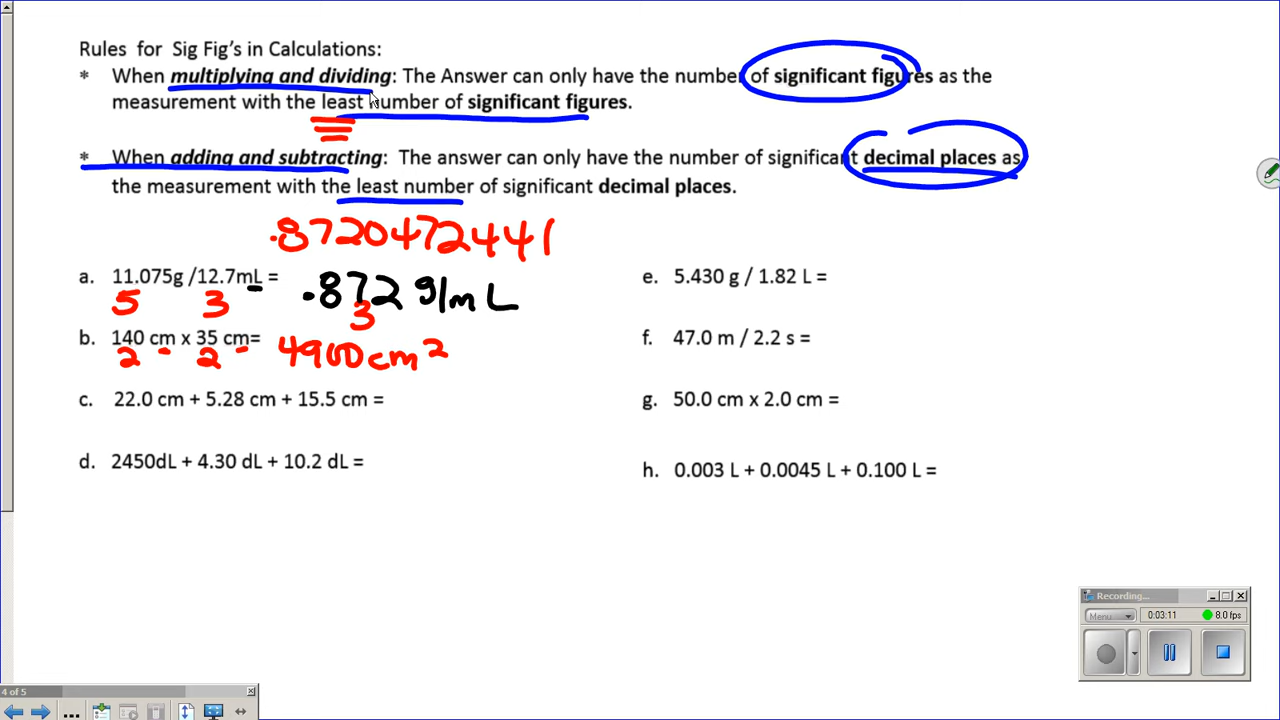 Rules for Sig Fig's in Calculations:
* When multiplying and dividing: The Answer can only have the number of significant figures as the
measurement with the least number of significant figures.
* When adding and subtracting: The answer can only have the number of significant decimal places as
the measurement with the least number of significant decimal places.
.8720472441
a. 11.075g /12.7mL = .872 g/mL
5 3 3
b. 140 cm x 35 cm= 4900 cm2
2 2
c. 22.0 cm + 5.28 cm + 15.5 cm =
d. 2450dL + 4.30 dL + 10.2 dL =
e. 5.430 g / 1.82 L =
f. 47.0 m / 2.2 s =
g. 50.0 cm x 2.0 cm =
h. 0.003 L + 0.0045 L + 0.100 L =
Recording...
Menu 0:03:11 8.0 fps
4 of 5